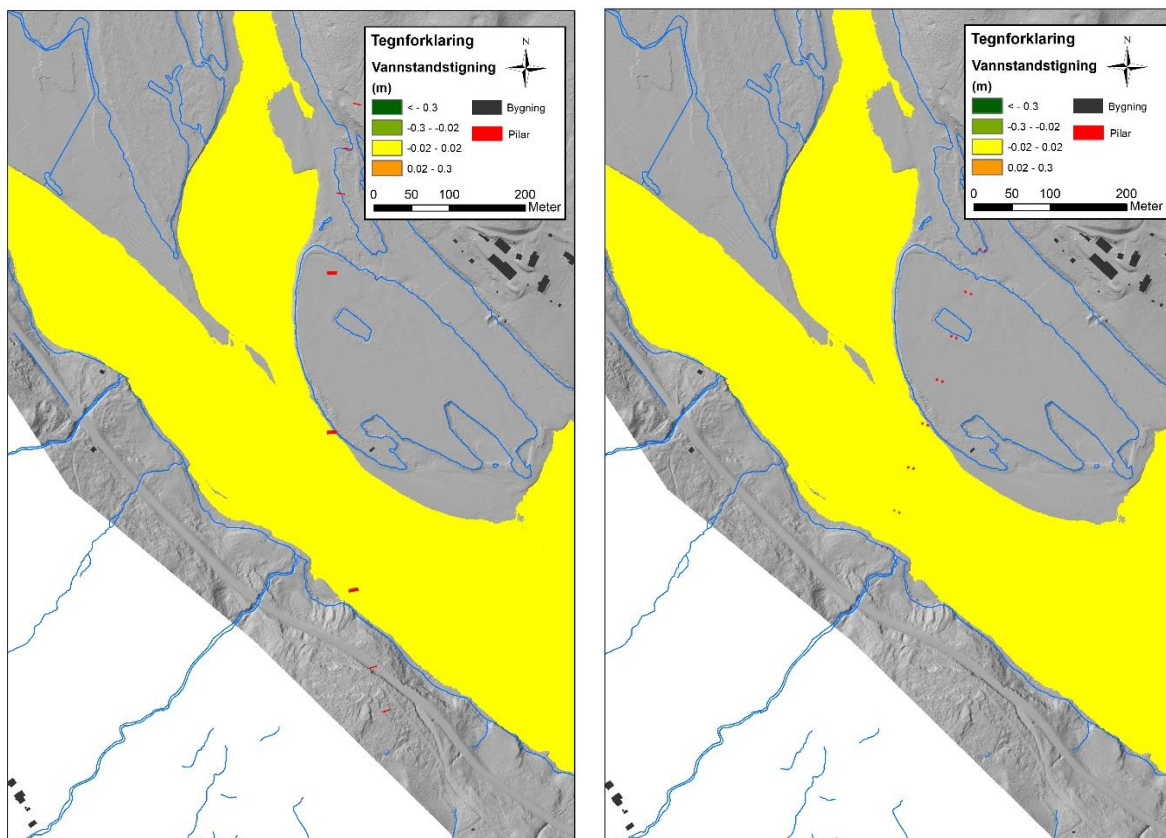 Tegnforklaring
N
Vannstandstigning
(m)
< - 0.3
Bygning
-0.3 - -0.02
Pilar
-0.02 - 0.02
0.02 - 0.3
0 50 100 200
Meter
Tegnforklaring
N
Vannstandstigning
(m)
< - 0.3
Bygning
-0.3 - -0.02
Pilar
-0.02 - 0.02
0.02 - 0.3
0 50 100 200
Meter